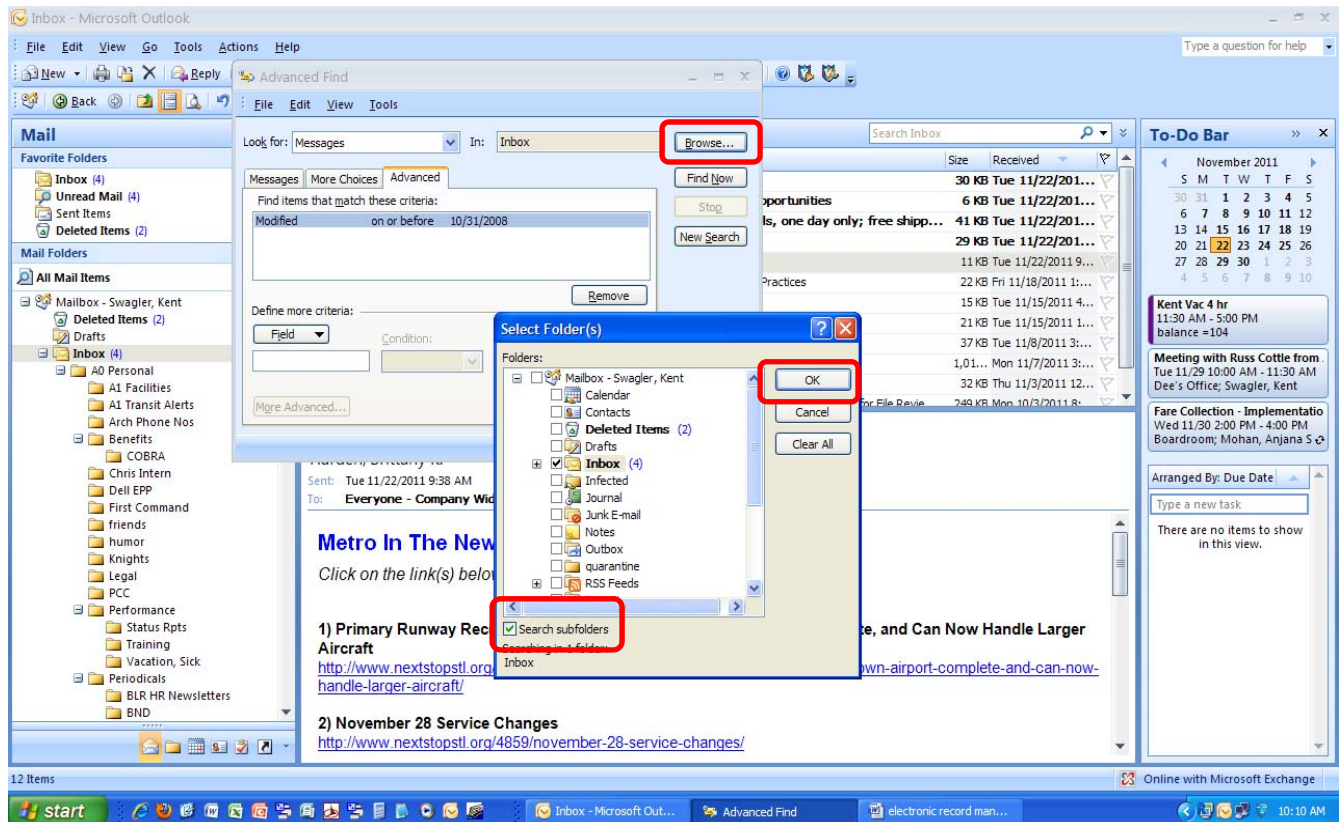 Inbox - Microsoft Outlook
File Edit View Go Tools Actions Help
Type a question for help
New Reply
Back
Advanced Find
File Edit View Tools
Look for: Messages In: Inbox Browse...
Messages More Choices Advanced
Find Now
Find items that match these criteria:
Stop
Modified on or before 10/31/2008
New Search
Remove
Define more criteria:
Field Condition:
More Advanced...
Mail
Favorite Folders
Inbox (4)
Unread Mail (4)
Sent Items
Deleted Items (2)
Mail Folders
All Mail Items
Mailbox - Swagler, Kent
Deleted Items (2)
Drafts
Inbox (4)
A0 Personal
A1 Facilities
A1 Transit Alerts
Arch Phone Nos
Benefits
COBRA
Chris Intern
Dell EPP
First Command
friends
humor
Knights
Legal
PCC
Performance
Status Rpts
Training
Vacation, Sick
Periodicals
BLR HR Newsletters
BND
Search Inbox
Size Received
30 KB Tue 11/22/201...
pportunities 6 KB Tue 11/22/201...
ls, one day only; free shipp... 41 KB Tue 11/22/201...
29 KB Tue 11/22/201...
11 KB Tue 11/22/2011 9...
Practices 22 KB Fri 11/18/2011 1:...
15 KB Tue 11/15/2011 4...
21 KB Tue 11/15/2011 1...
37 KB Tue 11/8/2011 3:...
1,01... Mon 11/7/2011 3:...
32 KB Thu 11/3/2011 12...
for File Revie... 249 KB Mon 10/3/2011 8:
Select Folder(s)
Folders:
Mailbox - Swagler, Kent
Calendar
Contacts
Deleted Items (2)
Drafts
Inbox (4)
Infected
Journal
Junk E-mail
Notes
Outbox
quarantine
RSS Feeds
OK
Cancel
Clear All
Search subfolders
Searching in 1 folder:
Inbox
Harden, Brittany R.
Sent: Tue 11/22/2011 9:38 AM
To: Everyone - Company Wid
Metro In The New
Click on the link(s) belo
1) Primary Runway Rec te, and Can Now Handle Larger
Aircraft
http://www.nextstopstl.org own-airport-complete-and-can-now-
handle-larger-aircraft/
2) November 28 Service Changes
http://www.nextstopstl.org/4859/november-28-service-changes/
To-Do Bar
November 2011
S M T W T F S
30 31 1 2 3 4 5
6 7 8 9 10 11 12
13 14 15 16 17 18 19
20 21 22 23 24 25 26
27 28 29 30 1 2 3
4 5 6 7 8 9 10
Kent Vac 4 hr
11:30 AM - 5:00 PM
balance =104
Meeting with Russ Cottle from.
Tue 11/29 10:00 AM - 11:30 AM
Dee's Office; Swagler, Kent
Fare Collection - Implementatio
Wed 11/30 2:00 PM - 4:00 PM
Boardroom; Mohan, Anjana S
Arranged By: Due Date
Type a new task
There are no items to show
in this view.
12 Items
Online with Microsoft Exchange
start
Inbox - Microsoft Out...
Advanced Find
electronic record man...
10:10 AM